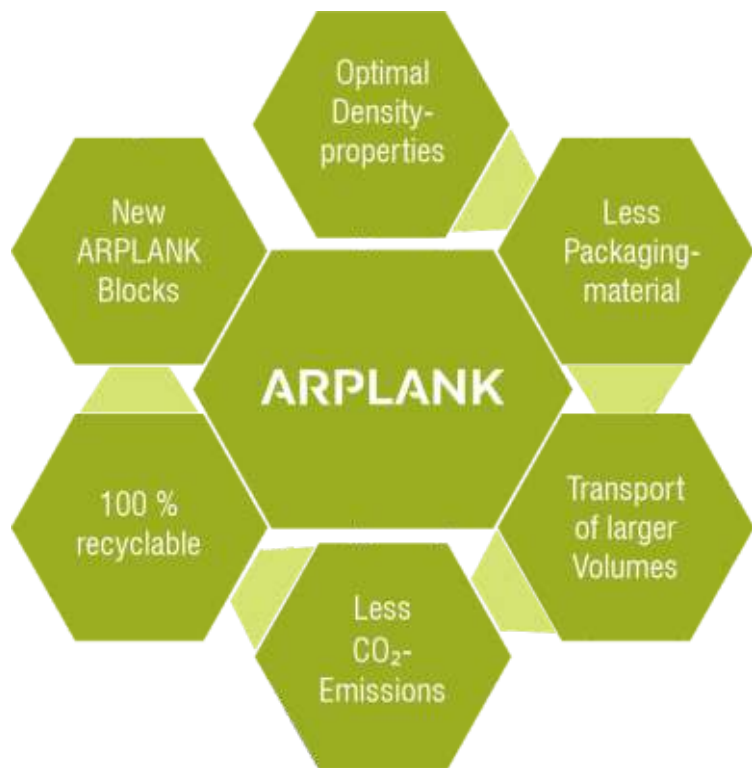 Optimal
Density-
properties
Less
Packaging-
material
Transport
of larger
Volumes
Less
CO₂-
Emissions
100 %
recyclable
New
ARPLANK
Blocks
ARPLANK